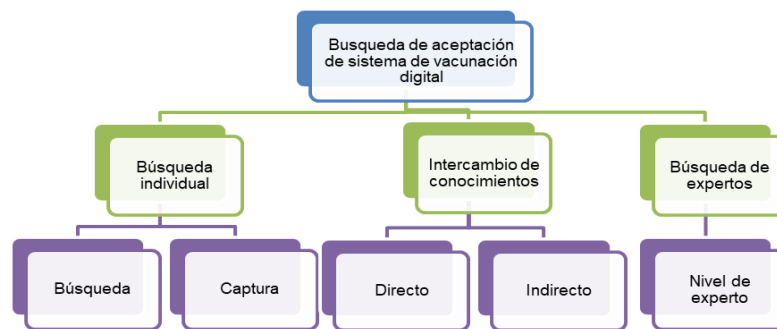 Busqueda de aceptación
de sistema de vacunación
digital
Búsqueda
individual
Intercambio de
conocimientos
Búsqueda de
expertos
Búsqueda
Captura
Directo
Indirecto
Nivel de
experto